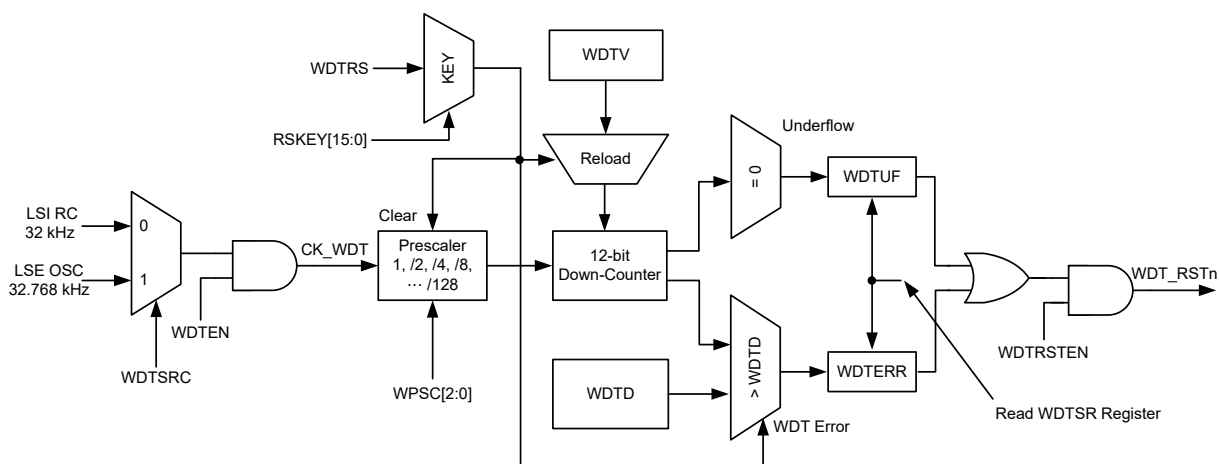 WDTV
WDTRS
KEY
RSKEY[15:0]
Reload
Underflow
= 0
WDTUF
LSI RC
32 kHz
0
Clear
CK_WDT
Prescaler
1, /2, /4, /8,
… /128
12-bit
Down-Counter
LSE OSC
32.768 kHz
1
WDTEN
WDTSRC
WPSC[2:0]
WDTD
> WDTD
WDT Error
WDTERR
WDT_RSTn
WDTRSTEN
Read WDTSR Register